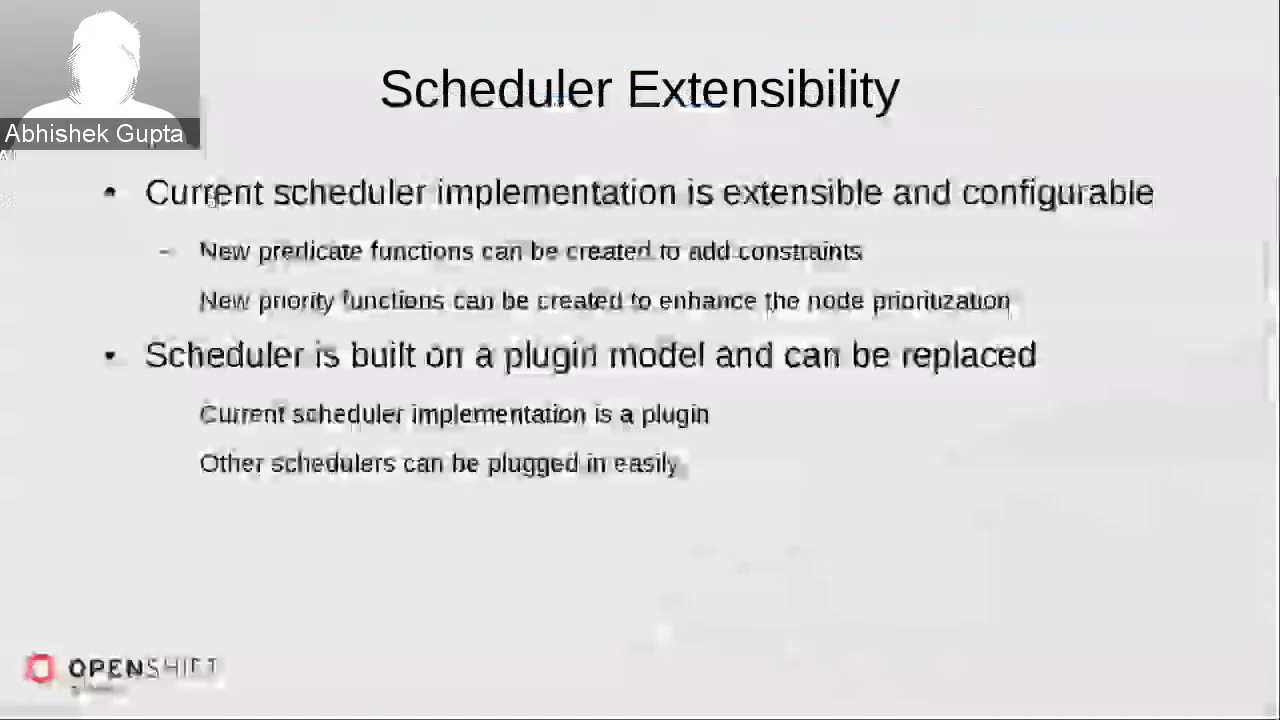 Scheduler Extensibility
Abhishek Gupta
• Current scheduler implementation is extensible and configurable
– New predicate functions can be created to add constraints
New priority functions can be created to enhance the node prioritization
• Scheduler is built on a plugin model and can be replaced
Current scheduler implementation is a plugin
Other schedulers can be plugged in easily
OPENSHIFT